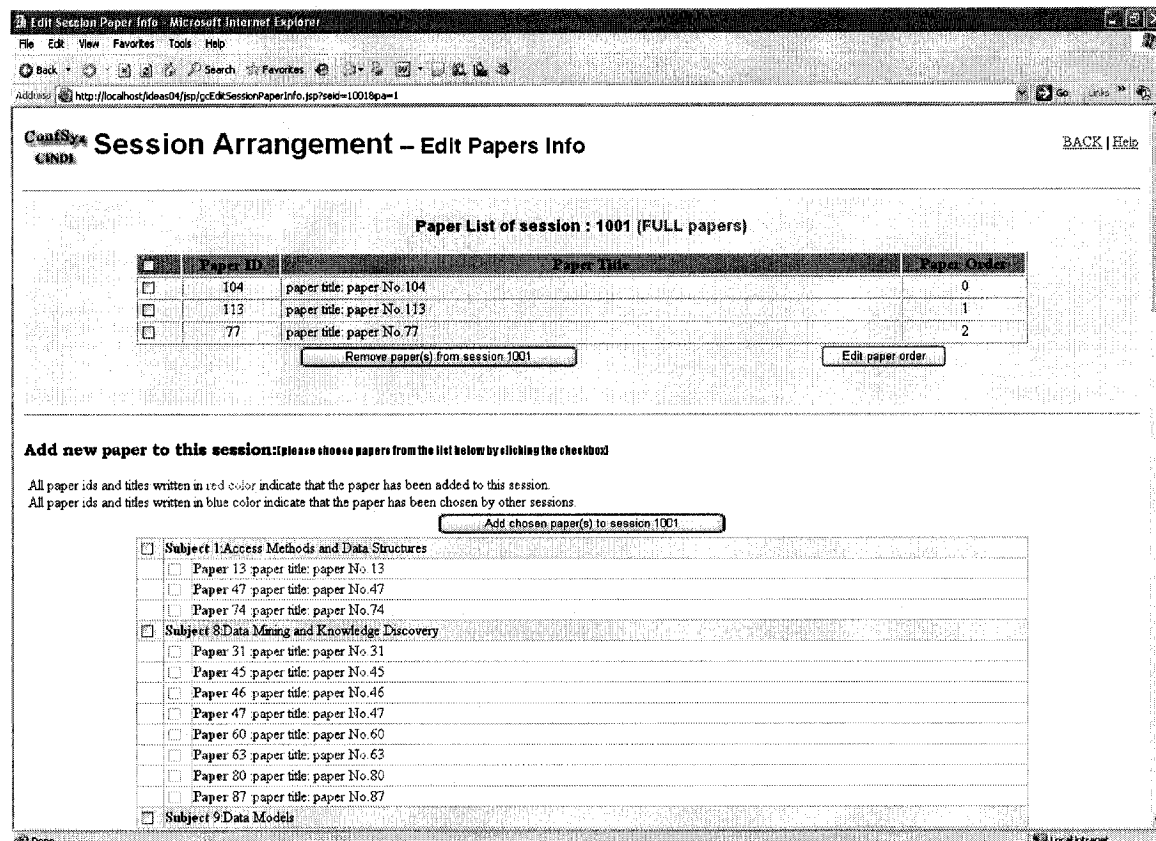 Edit Session Paper Info - Microsoft Internet Explorer
File Edit View Favorites Tools Help
Back Search Favorites
Address http://localhost/ideas04/jsp/gcEditSessionPaperInfo.jsp?seid=1001&pa=1 Go Links »
ConfSys
CINDI
Session Arrangement – Edit Papers Info
BACK | Help
Paper List of session : 1001 (FULL papers)
Paper ID Paper Title Paper Order
104 paper title: paper No.104 0
113 paper title: paper No.113 1
77 paper title: paper No.77 2
Remove paper(s) from session 1001 Edit paper order
Add new paper to this session:[please choose papers from the list below by clicking the checkbox]
All paper ids and titles written in red color indicate that the paper has been added to this session.
All paper ids and titles written in blue color indicate that the paper has been chosen by other sessions.
Add chosen paper(s) to session 1001
Subject 1:Access Methods and Data Structures
Paper 13 :paper title: paper No.13
Paper 47 :paper title: paper No.47
Paper 74 :paper title: paper No.74
Subject 8:Data Mining and Knowledge Discovery
Paper 31 :paper title: paper No.31
Paper 45 :paper title: paper No.45
Paper 46 :paper title: paper No.46
Paper 47 :paper title: paper No.47
Paper 60 :paper title: paper No.60
Paper 63 :paper title: paper No.63
Paper 80 :paper title: paper No.80
Paper 87 :paper title: paper No.87
Subject 9:Data Models
Done Local intranet